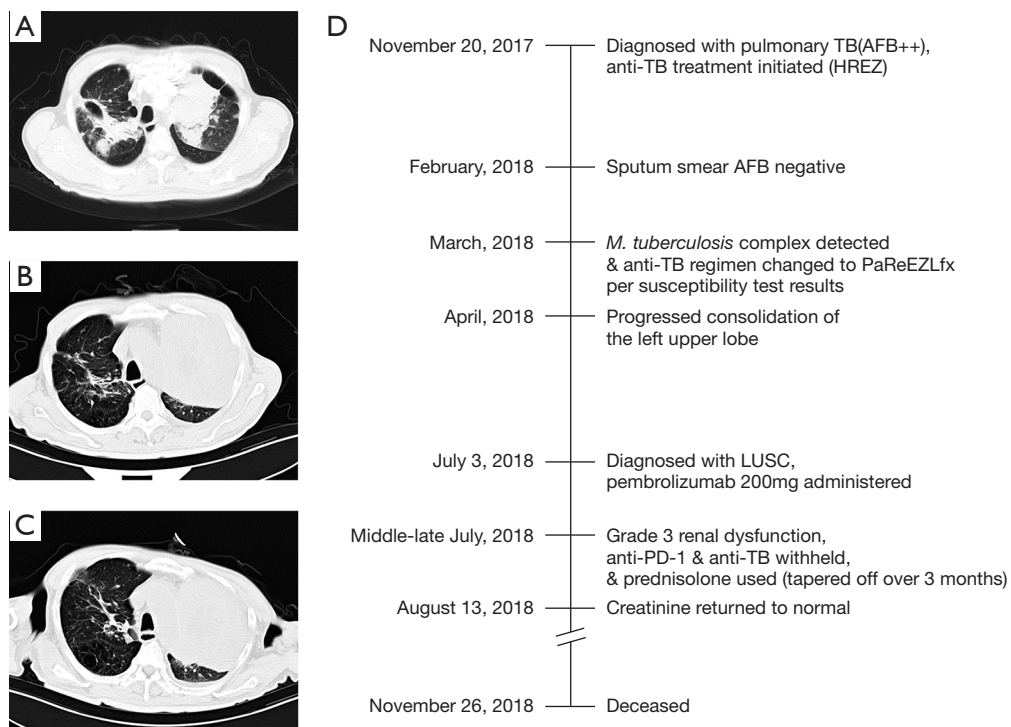 A
B
C
D
November 20, 2017
Diagnosed with pulmonary TB(AFB++),
anti-TB treatment initiated (HREZ)
February, 2018
Sputum smear AFB negative
March, 2018
M. tuberculosis complex detected
& anti-TB regimen changed to PaReEZLfx
per susceptibility test results
April, 2018
Progressed consolidation of
the left upper lobe
July 3, 2018
Diagnosed with LUSC,
pembrolizumab 200mg administered
Middle-late July, 2018
Grade 3 renal dysfunction,
anti-PD-1 & anti-TB withheld,
& prednisolone used (tapered off over 3 months)
August 13, 2018
Creatinine returned to normal
November 26, 2018
Deceased